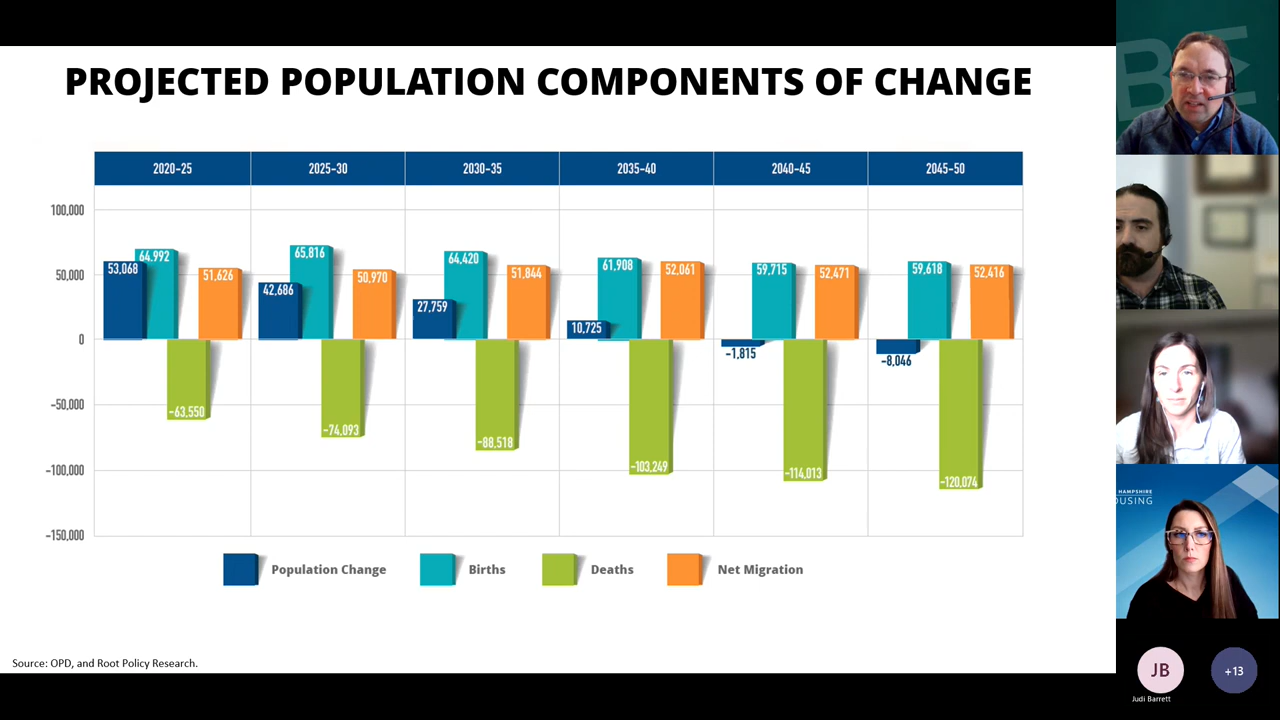 PROJECTED POPULATION COMPONENTS OF CHANGE
2020-25 2025-30 2030-35 2035-40 2040-45 2045-50
100,000
50,000
0
-50,000
-100,000
-150,000
53,068 64,992 51,626 -63,550
42,686 65,816 50,970 -74,093
27,759 64,420 51,844 -88,518
10,725 61,908 52,061 -103,249
-1,815 59,715 52,471 -114,013
-8,046 59,618 52,416 -120,074
Population Change Births Deaths Net Migration
Source: OPD, and Root Policy Research.
HAMPSHIRE
OUSING
JB
Judi Barrett
+13